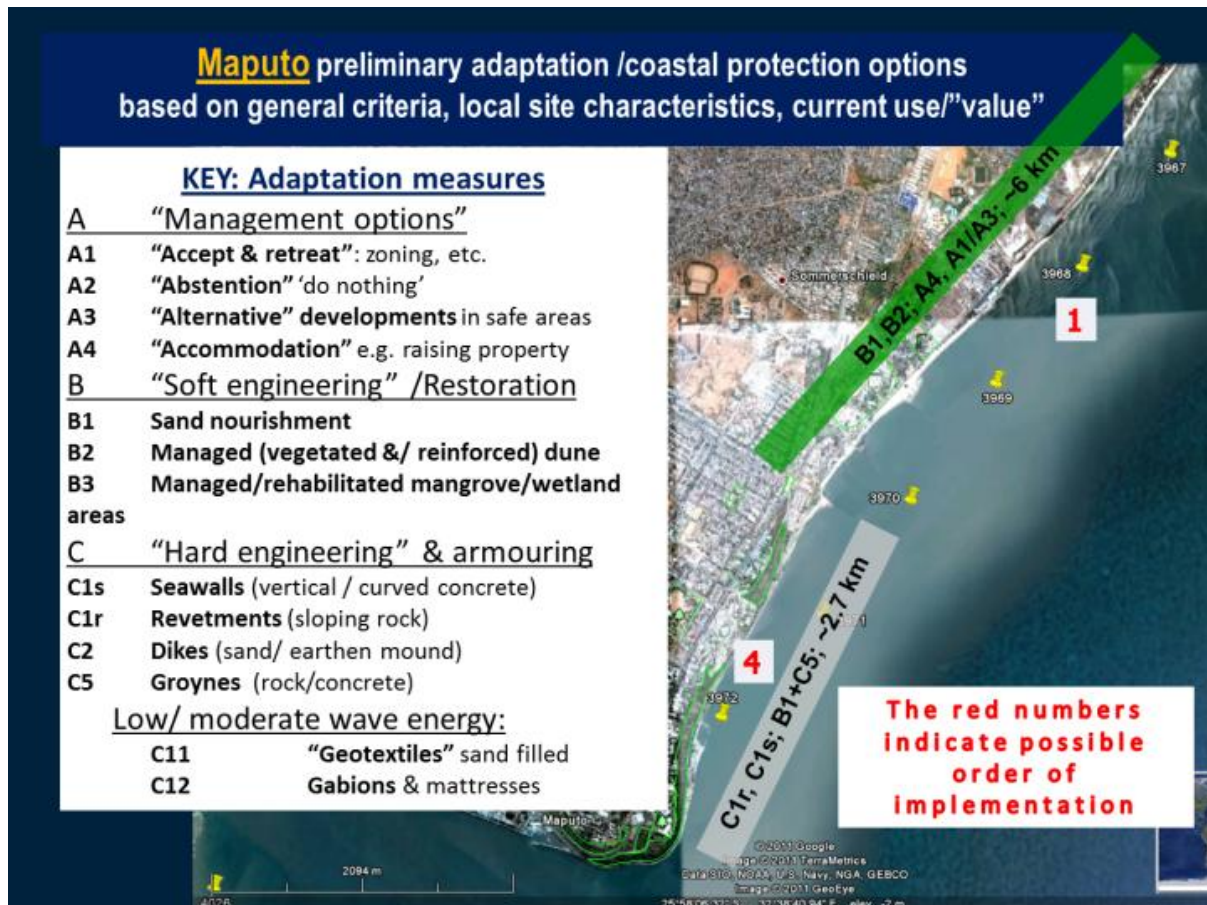 Maputo preliminary adaptation /coastal protection options
based on general criteria, local site characteristics, current use/”value”
KEY: Adaptation measures
A “Management options”
A1 “Accept & retreat”: zoning, etc.
A2 “Abstention” ‘do nothing’
A3 “Alternative” developments in safe areas
A4 “Accommodation” e.g. raising property
B “Soft engineering” /Restoration
B1 Sand nourishment
B2 Managed (vegetated &/ reinforced) dune
B3 Managed/rehabilitated mangrove/wetland
areas
C “Hard engineering” & armouring
C1s Seawalls (vertical / curved concrete)
C1r Revetments (sloping rock)
C2 Dikes (sand/ earthen mound)
C5 Groynes (rock/concrete)
Low/ moderate wave energy:
C11 “Geotextiles” sand filled
C12 Gabions & mattresses
B1,B2; A4, A1/A3; ~6 km
3967
3968
Sommerschield
1
3969
3970
C1r, C1s; B1+C5; ~2.7 km
4
3972
The red numbers
indicate possible
order of
implementation
Maputo
2094 m
4026
© 2011 Google
Image © 2011 TerraMetrics
Data SIO, NOAA, U.S. Navy, NGA, GEBCO
Image © 2011 GeoEye